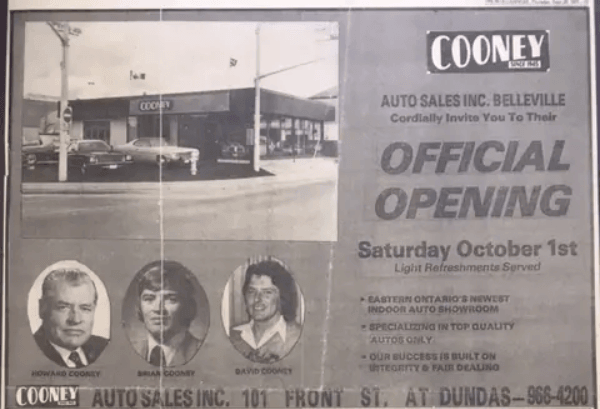 COONEY
COONEY
SINCE 1945
AUTO SALES INC. BELLEVILLE
Cordially Invite You To Their
OFFICIAL
OPENING
Saturday October 1st
Light Refreshments Served
• EASTERN ONTARIO'S NEWEST
INDOOR AUTO SHOWROOM
• SPECIALIZING IN TOP QUALITY
AUTOS ONLY
• OUR SUCCESS IS BUILT ON
INTEGRITY & FAIR DEALING
HOWARD COONEY
BRIAN COONEY
DAVID COONEY
COONEY AUTO SALES INC. 101 FRONT ST. AT DUNDAS–966-4200